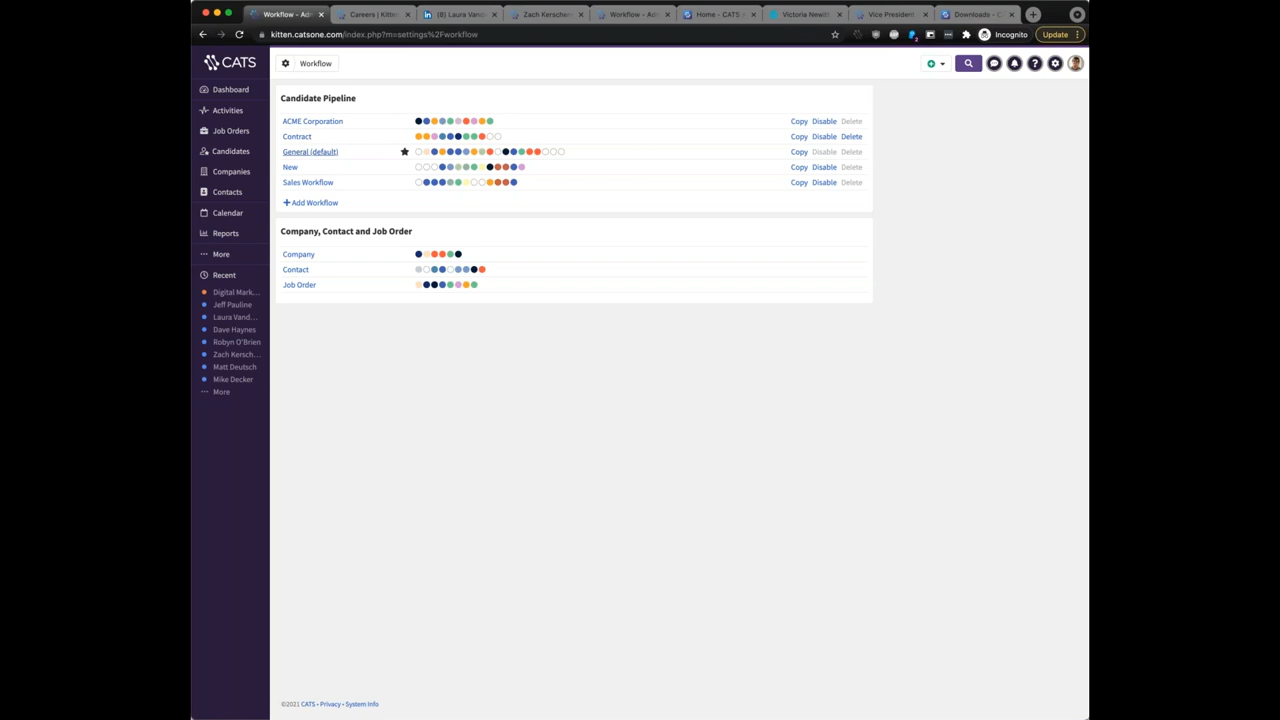 Workflow - Adm
Careers | Kitten
(8) Laura Vand
Zach Kerschem
Workflow - Adm
Home - CATS A
Victoria Newitt
Vice President
Downloads - C
kitten.catsone.com/index.php?m=settings%2Fworkflow
Incognito
Update
CATS
Workflow
Dashboard
Activities
Job Orders
Candidates
Companies
Contacts
Calendar
Reports
More
Recent
Digital Mark...
Jeff Pauline
Laura Vand...
Dave Haynes
Robyn O'Brien
Zach Kersch...
Matt Deutsch
Mike Decker
More
Candidate Pipeline
ACME Corporation Copy Disable Delete
Contract Copy Disable Delete
General (default) Copy Disable Delete
New Copy Disable Delete
Sales Workflow Copy Disable Delete
Add Workflow
Company, Contact and Job Order
Company
Contact
Job Order
©2021 CATS • Privacy • System Info